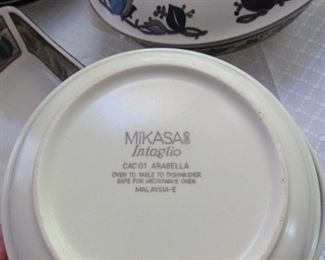 MIKASA
Intaglio
CAC01 ARABELLA
OVEN TO TABLE TO DISHWASHER
SAFE FOR MICROWAVE OVEN
MALAYSIA-E